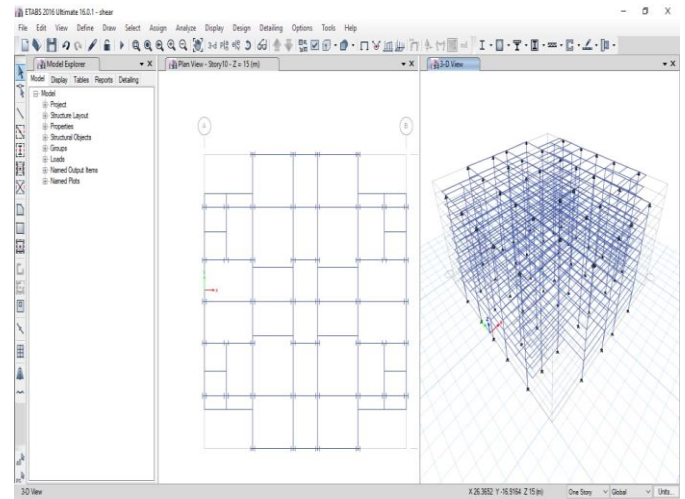 ETABS 2016 Ultimate 16.0.1 - shear
File Edit View Define Draw Select Assign Analyze Display Design Detailing Options Tools Help
Model Explorer
Model Display Tables Reports Detailing
Model
Project
Structure Layout
Properties
Structural Objects
Groups
Loads
Named Output Items
Named Plots
Plan View - Story10 - Z = 15 (m)
A B
3-D View
3-D View X 26.3652 Y -16.9164 Z 15 (m) One Story Global Units...